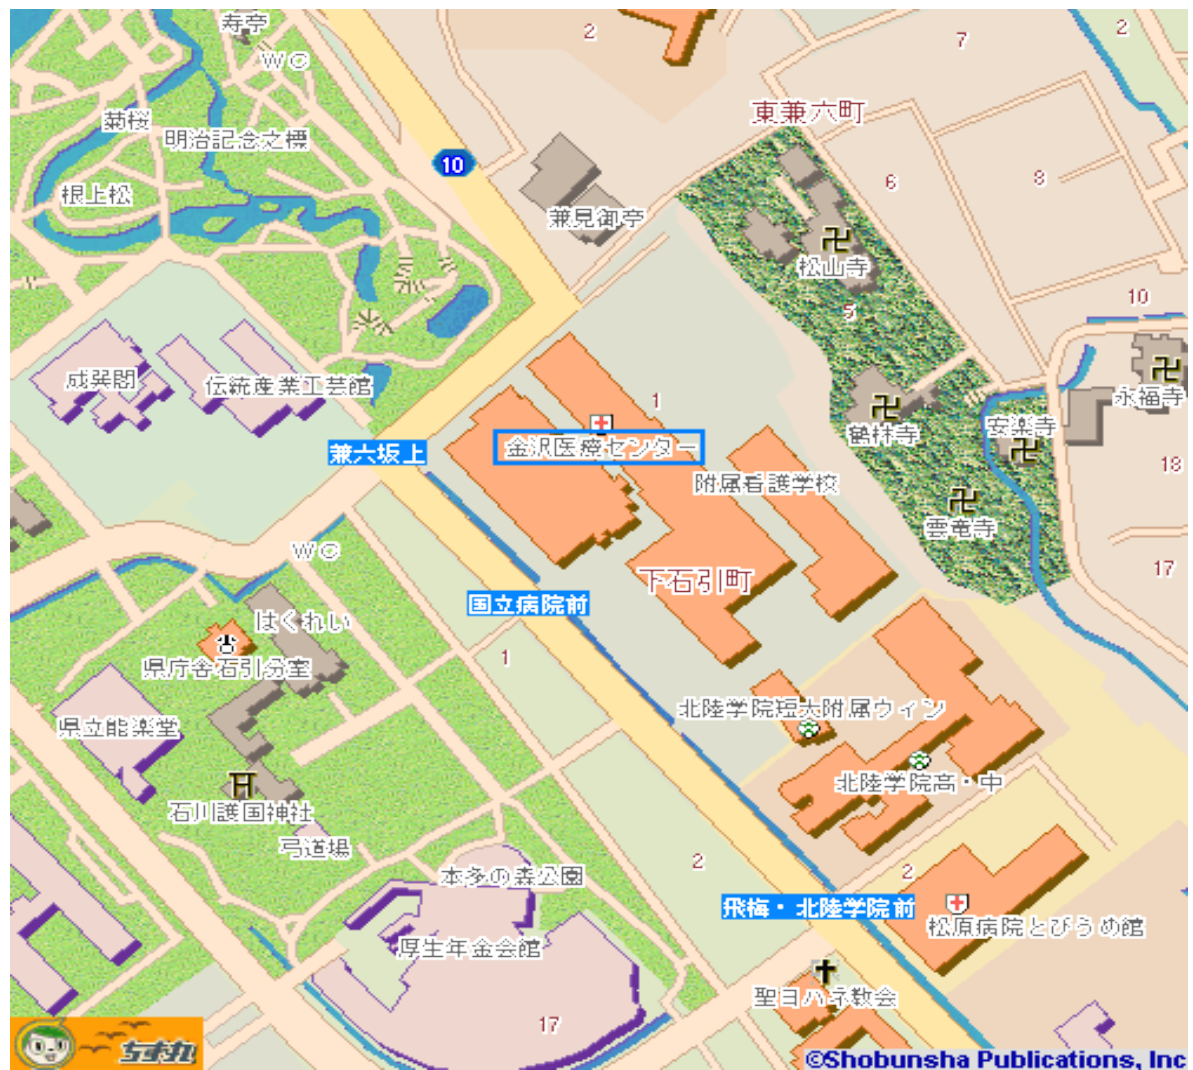 寿亭
2
2
WC
7
東兼六町
菊桜
明治記念之標
10
6
8
根上松
兼見御亭
松山寺
10
5
成巽閣
伝統産業工芸館
1
永福寺
鶴林寺
安楽寺
兼六坂上
金沢医療センター
18
附属看護学校
雲竜寺
WC
17
下石引町
国立病院前
はくれい
県庁舎石引分室
1
北陸学院短大附属ウィン
県立能楽堂
北陸学院高・中
石川護国神社
弓道場
2
2
本多の森公園
飛梅・北陸学院前
松原病院とびうめ館
厚生年金会館
聖ヨハネ教会
17
ちず丸
©Shobunsha Publications, Inc